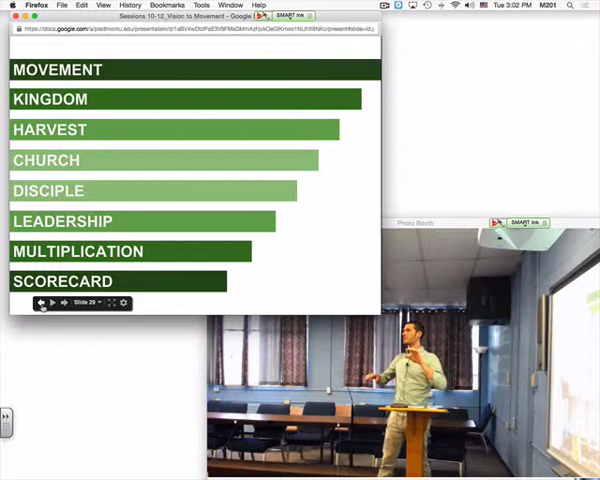 Firefox File Edit View History Bookmarks Tools Window Help Tue 3:02 PM M201
Sessions 10-12_Vision to Movement - Google
SMART Ink
MOVEMENT
KINGDOM
HARVEST
CHURCH
DISCIPLE
LEADERSHIP
MULTIPLICATION
SCORECARD
Slide 29
Photo Booth
SMART Ink